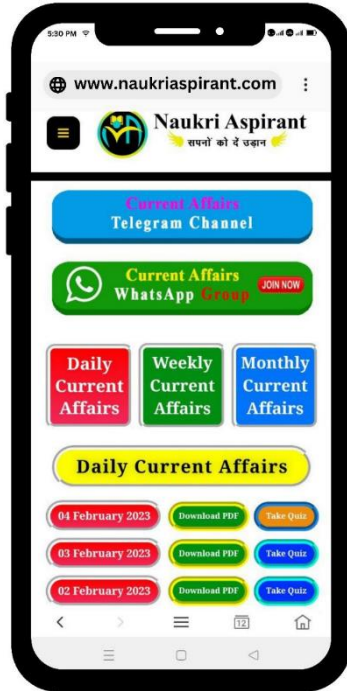 5:30 PM
www.naukriaspirant.com
Naukri Aspirant
सपनों को दें उड़ान
Current Affairs
Telegram Channel
Current Affairs
WhatsApp Group
JOIN NOW
Daily
Current
Affairs
Weekly
Current
Affairs
Monthly
Current
Affairs
Daily Current Affairs
04 February 2023 Download PDF Take Quiz
03 February 2023 Download PDF Take Quiz
02 February 2023 Download PDF Take Quiz
12